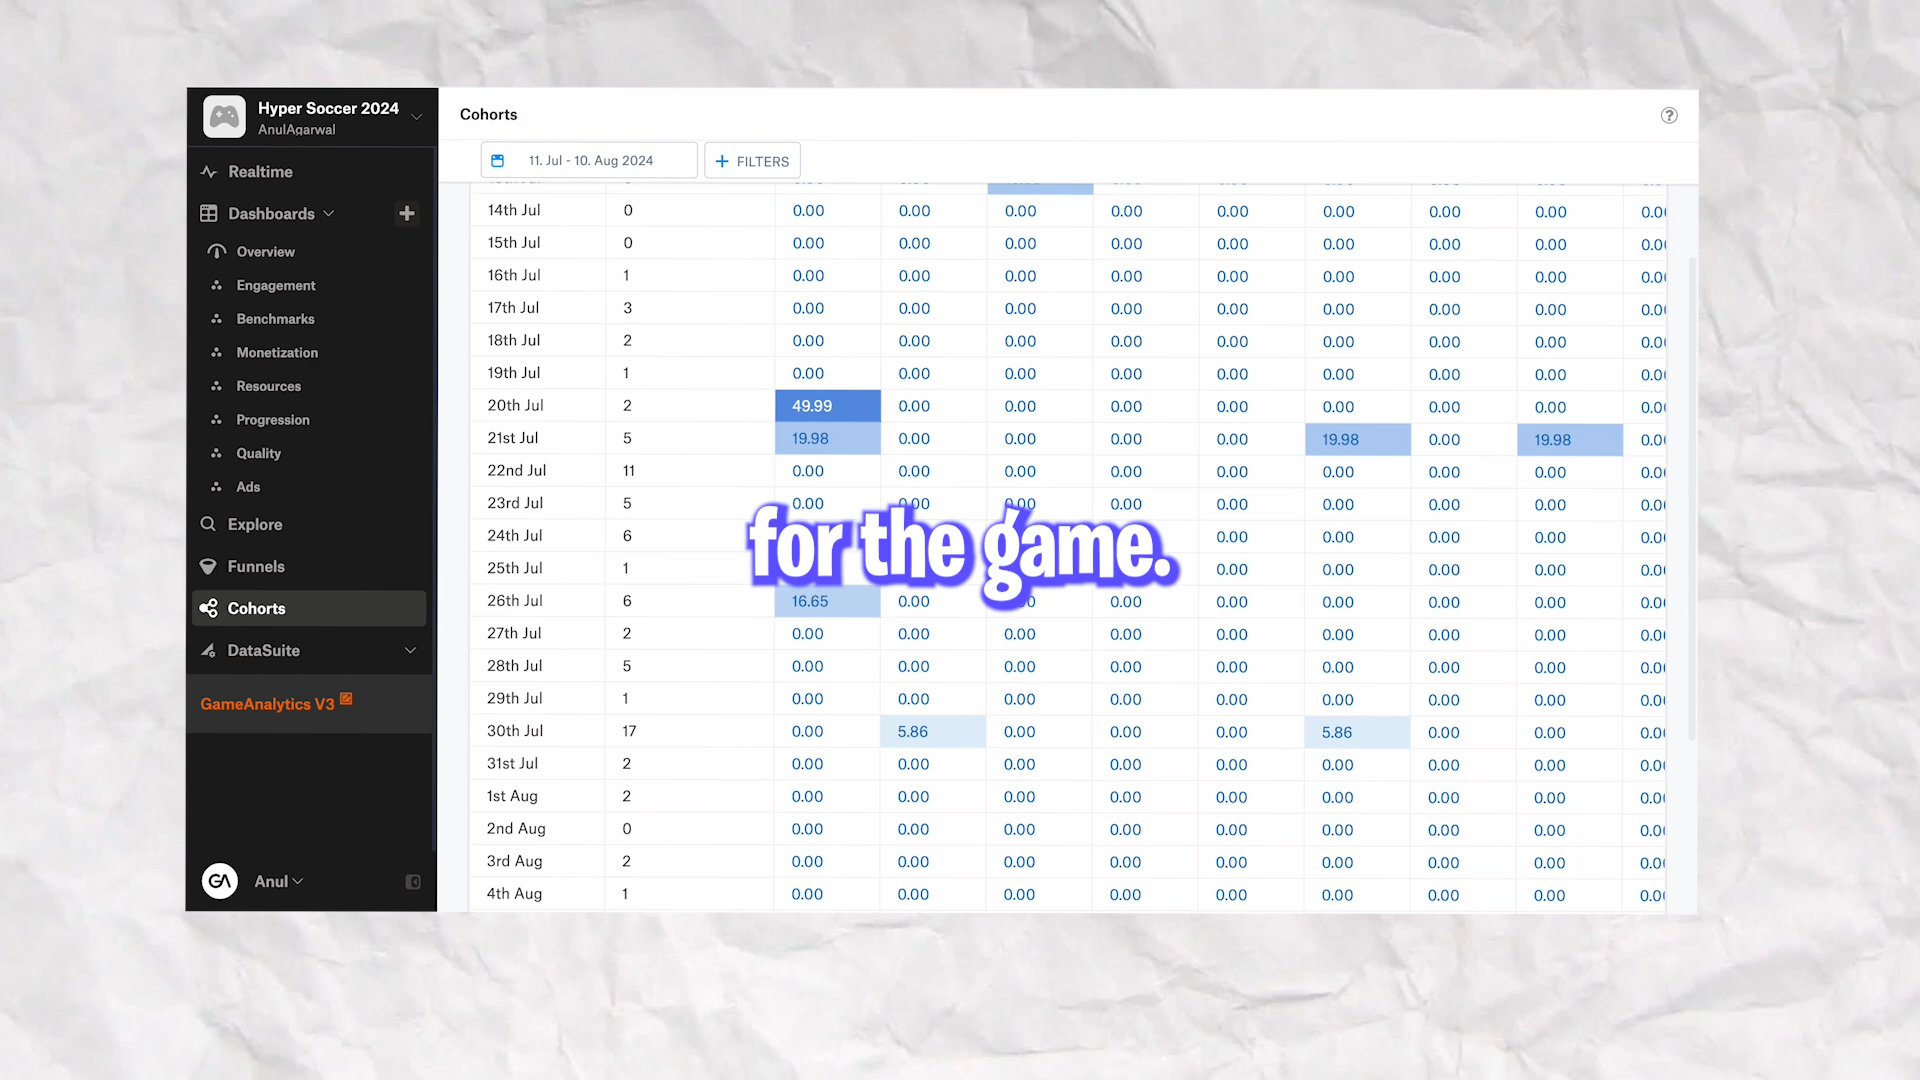 Hyper Soccer 2024
AnulAgarwal
Realtime
Dashboards
Overview
Engagement
Benchmarks
Monetization
Resources
Progression
Quality
Ads
Explore
Funnels
Cohorts
DataSuite
GameAnalytics V3
GA Anul
Cohorts
?
11. Jul - 10. Aug 2024 + FILTERS
14th Jul 0 0.00 0.00 0.00 0.00 0.00 0.00 0.00 0.00
15th Jul 0 0.00 0.00 0.00 0.00 0.00 0.00 0.00 0.00
16th Jul 1 0.00 0.00 0.00 0.00 0.00 0.00 0.00 0.00
17th Jul 3 0.00 0.00 0.00 0.00 0.00 0.00 0.00 0.00
18th Jul 2 0.00 0.00 0.00 0.00 0.00 0.00 0.00 0.00
19th Jul 1 0.00 0.00 0.00 0.00 0.00 0.00 0.00 0.00
20th Jul 2 49.99 0.00 0.00 0.00 0.00 0.00 0.00 0.00
21st Jul 5 19.98 0.00 0.00 0.00 0.00 19.98 0.00 19.98
22nd Jul 11 0.00 0.00 0.00 0.00 0.00 0.00 0.00 0.00
23rd Jul 5 0.00 0.00 0.00 0.00 0.00 0.00 0.00 0.00
24th Jul 6 0.00 0.00 0.00 0.00
25th Jul 1 0.00 0.00 0.00 0.00
for the game.
26th Jul 6 16.65 0.00 0.00 0.00 0.00 0.00 0.00
27th Jul 2 0.00 0.00 0.00 0.00 0.00 0.00 0.00 0.00
28th Jul 5 0.00 0.00 0.00 0.00 0.00 0.00 0.00 0.00
29th Jul 1 0.00 0.00 0.00 0.00 0.00 0.00 0.00 0.00
30th Jul 17 0.00 5.86 0.00 0.00 0.00 5.86 0.00 0.00
31st Jul 2 0.00 0.00 0.00 0.00 0.00 0.00 0.00 0.00
1st Aug 2 0.00 0.00 0.00 0.00 0.00 0.00 0.00 0.00
2nd Aug 0 0.00 0.00 0.00 0.00 0.00 0.00 0.00 0.00
3rd Aug 2 0.00 0.00 0.00 0.00 0.00 0.00 0.00 0.00
4th Aug 1 0.00 0.00 0.00 0.00 0.00 0.00 0.00 0.00